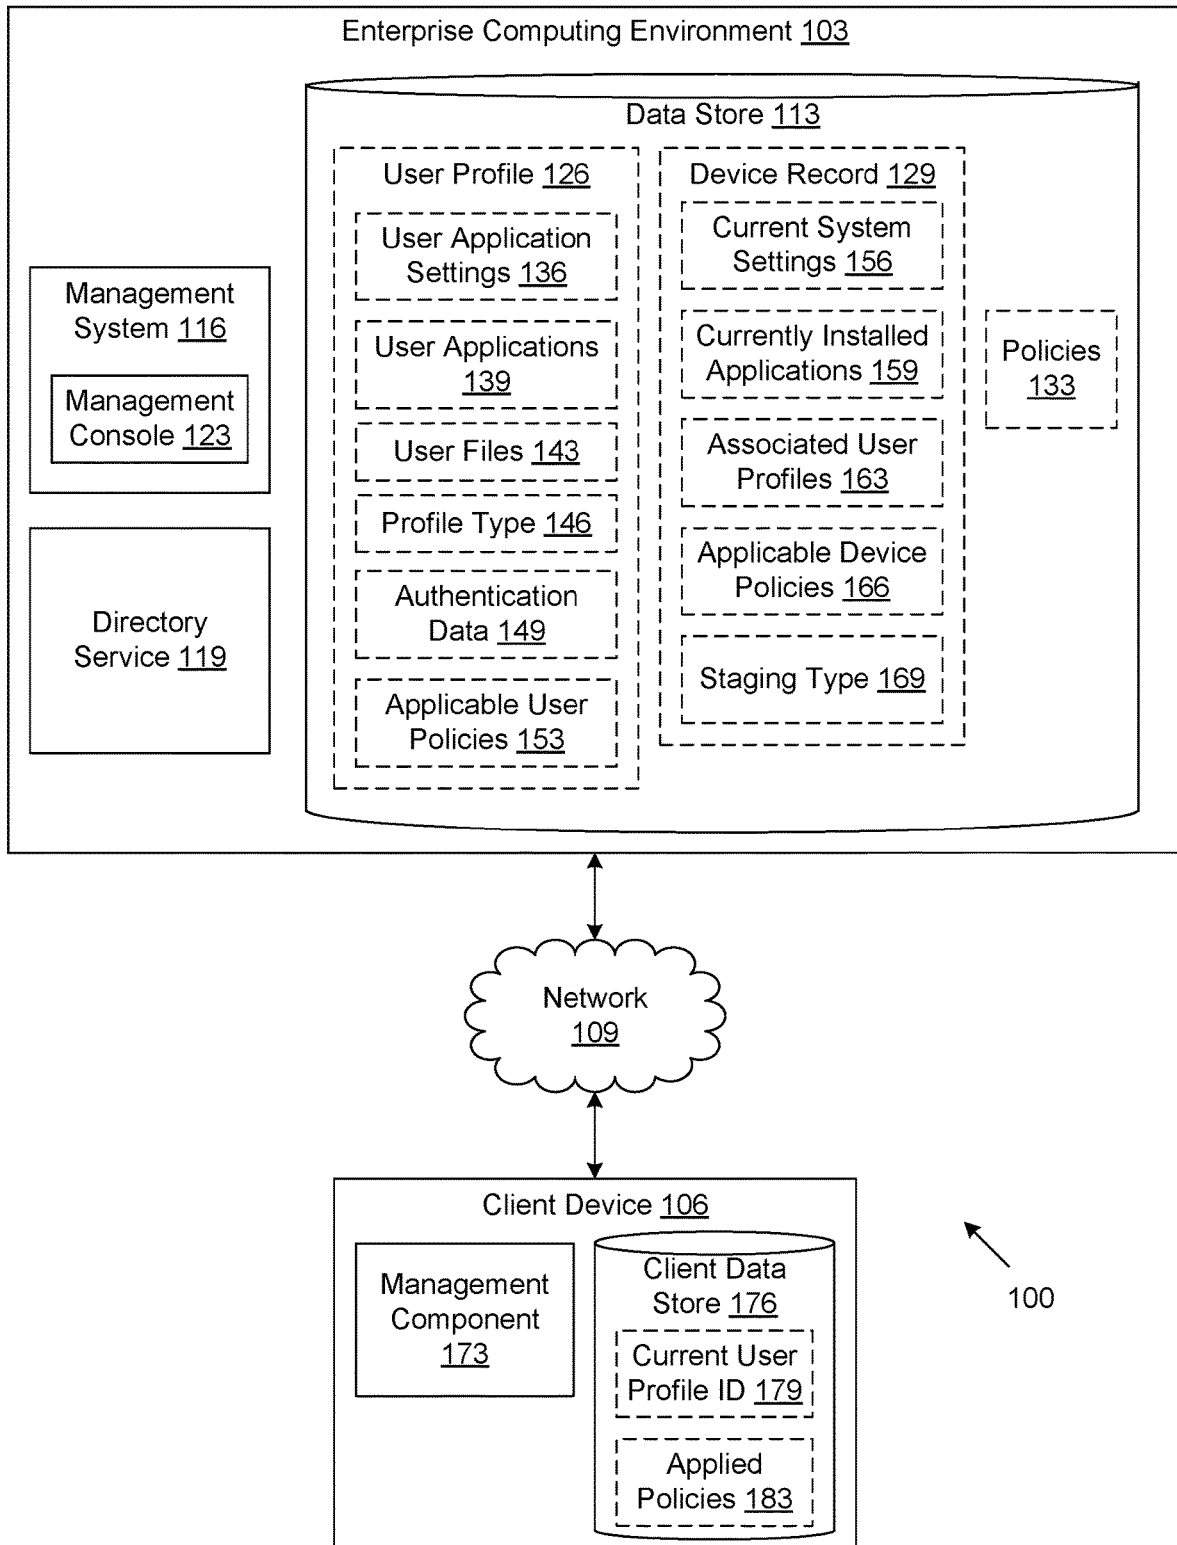 Enterprise Computing Environment 103
Data Store 113
User Profile 126
User Application
Settings 136
User Applications
139
User Files 143
Profile Type 146
Authentication
Data 149
Applicable User
Policies 153
Device Record 129
Current System
Settings 156
Currently Installed
Applications 159
Associated User
Profiles 163
Applicable Device
Policies 166
Staging Type 169
Policies
133
Management
System 116
Management
Console 123
Directory
Service 119
Network
109
Client Device 106
Management
Component
173
Client Data
Store 176
Current User
Profile ID 179
Applied
Policies 183
100